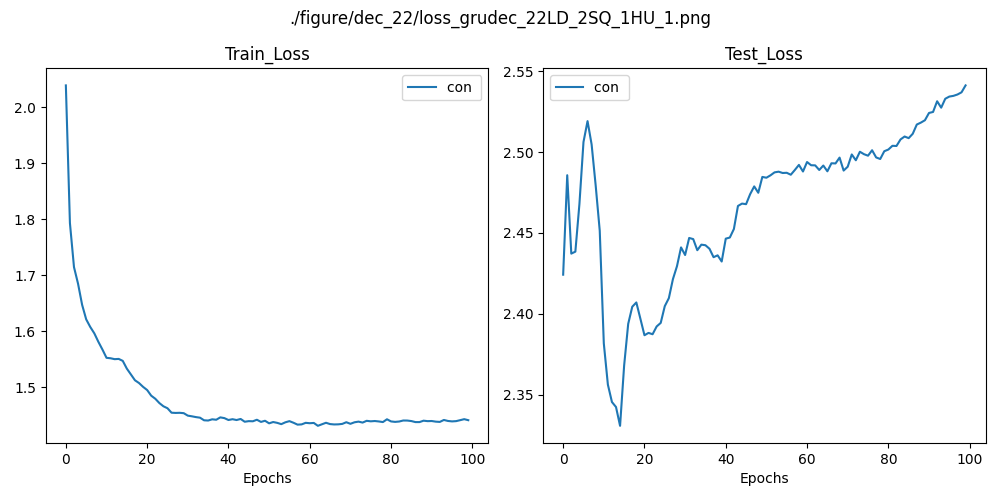 ./figure/dec_22/loss_grudec_22LD_2SQ_1HU_1.png
Train_Loss
con
2.0
1.9
1.8
1.7
1.6
1.5
0 20 40 60 80 100
Epochs
Test_Loss
con
2.55
2.50
2.45
2.40
2.35
0 20 40 60 80 100
Epochs